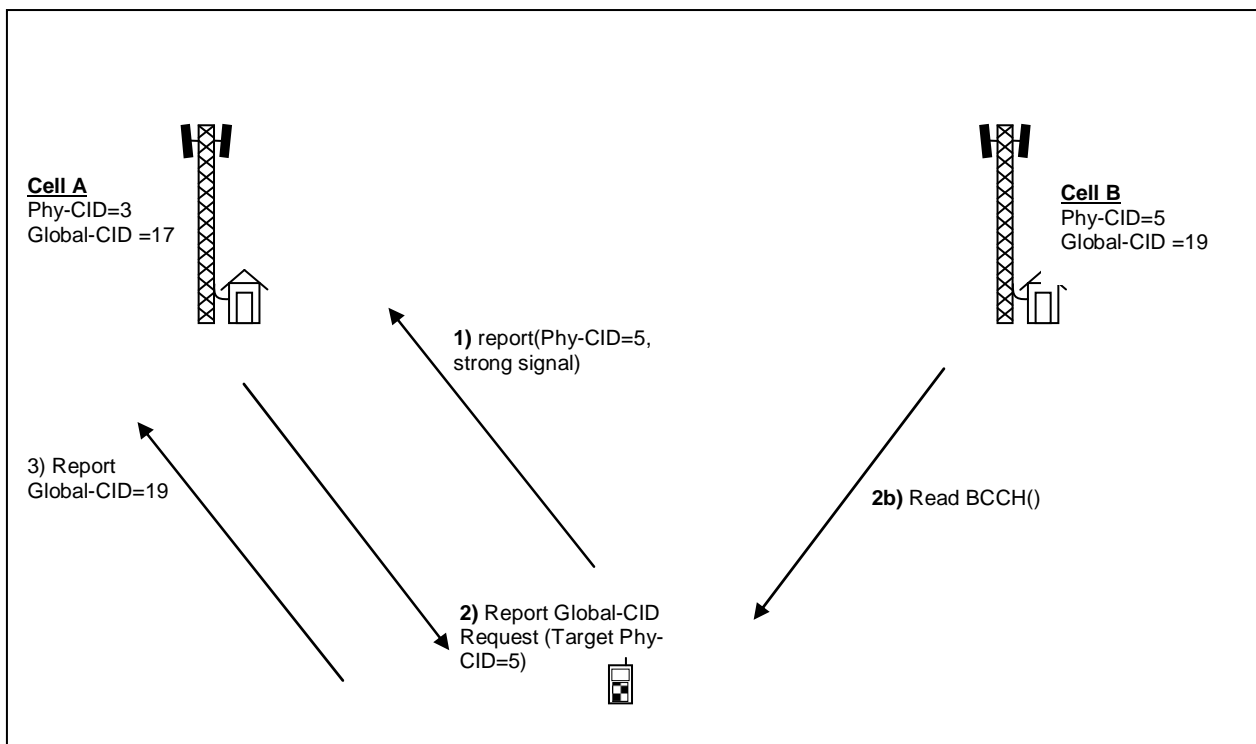 Cell A
Phy-CID=3
Global-CID =17
Cell B
Phy-CID=5
Global-CID =19
1) report(Phy-CID=5,
strong signal)
3) Report
Global-CID=19
2b) Read BCCH()
2) Report Global-CID
Request (Target Phy-
CID=5)